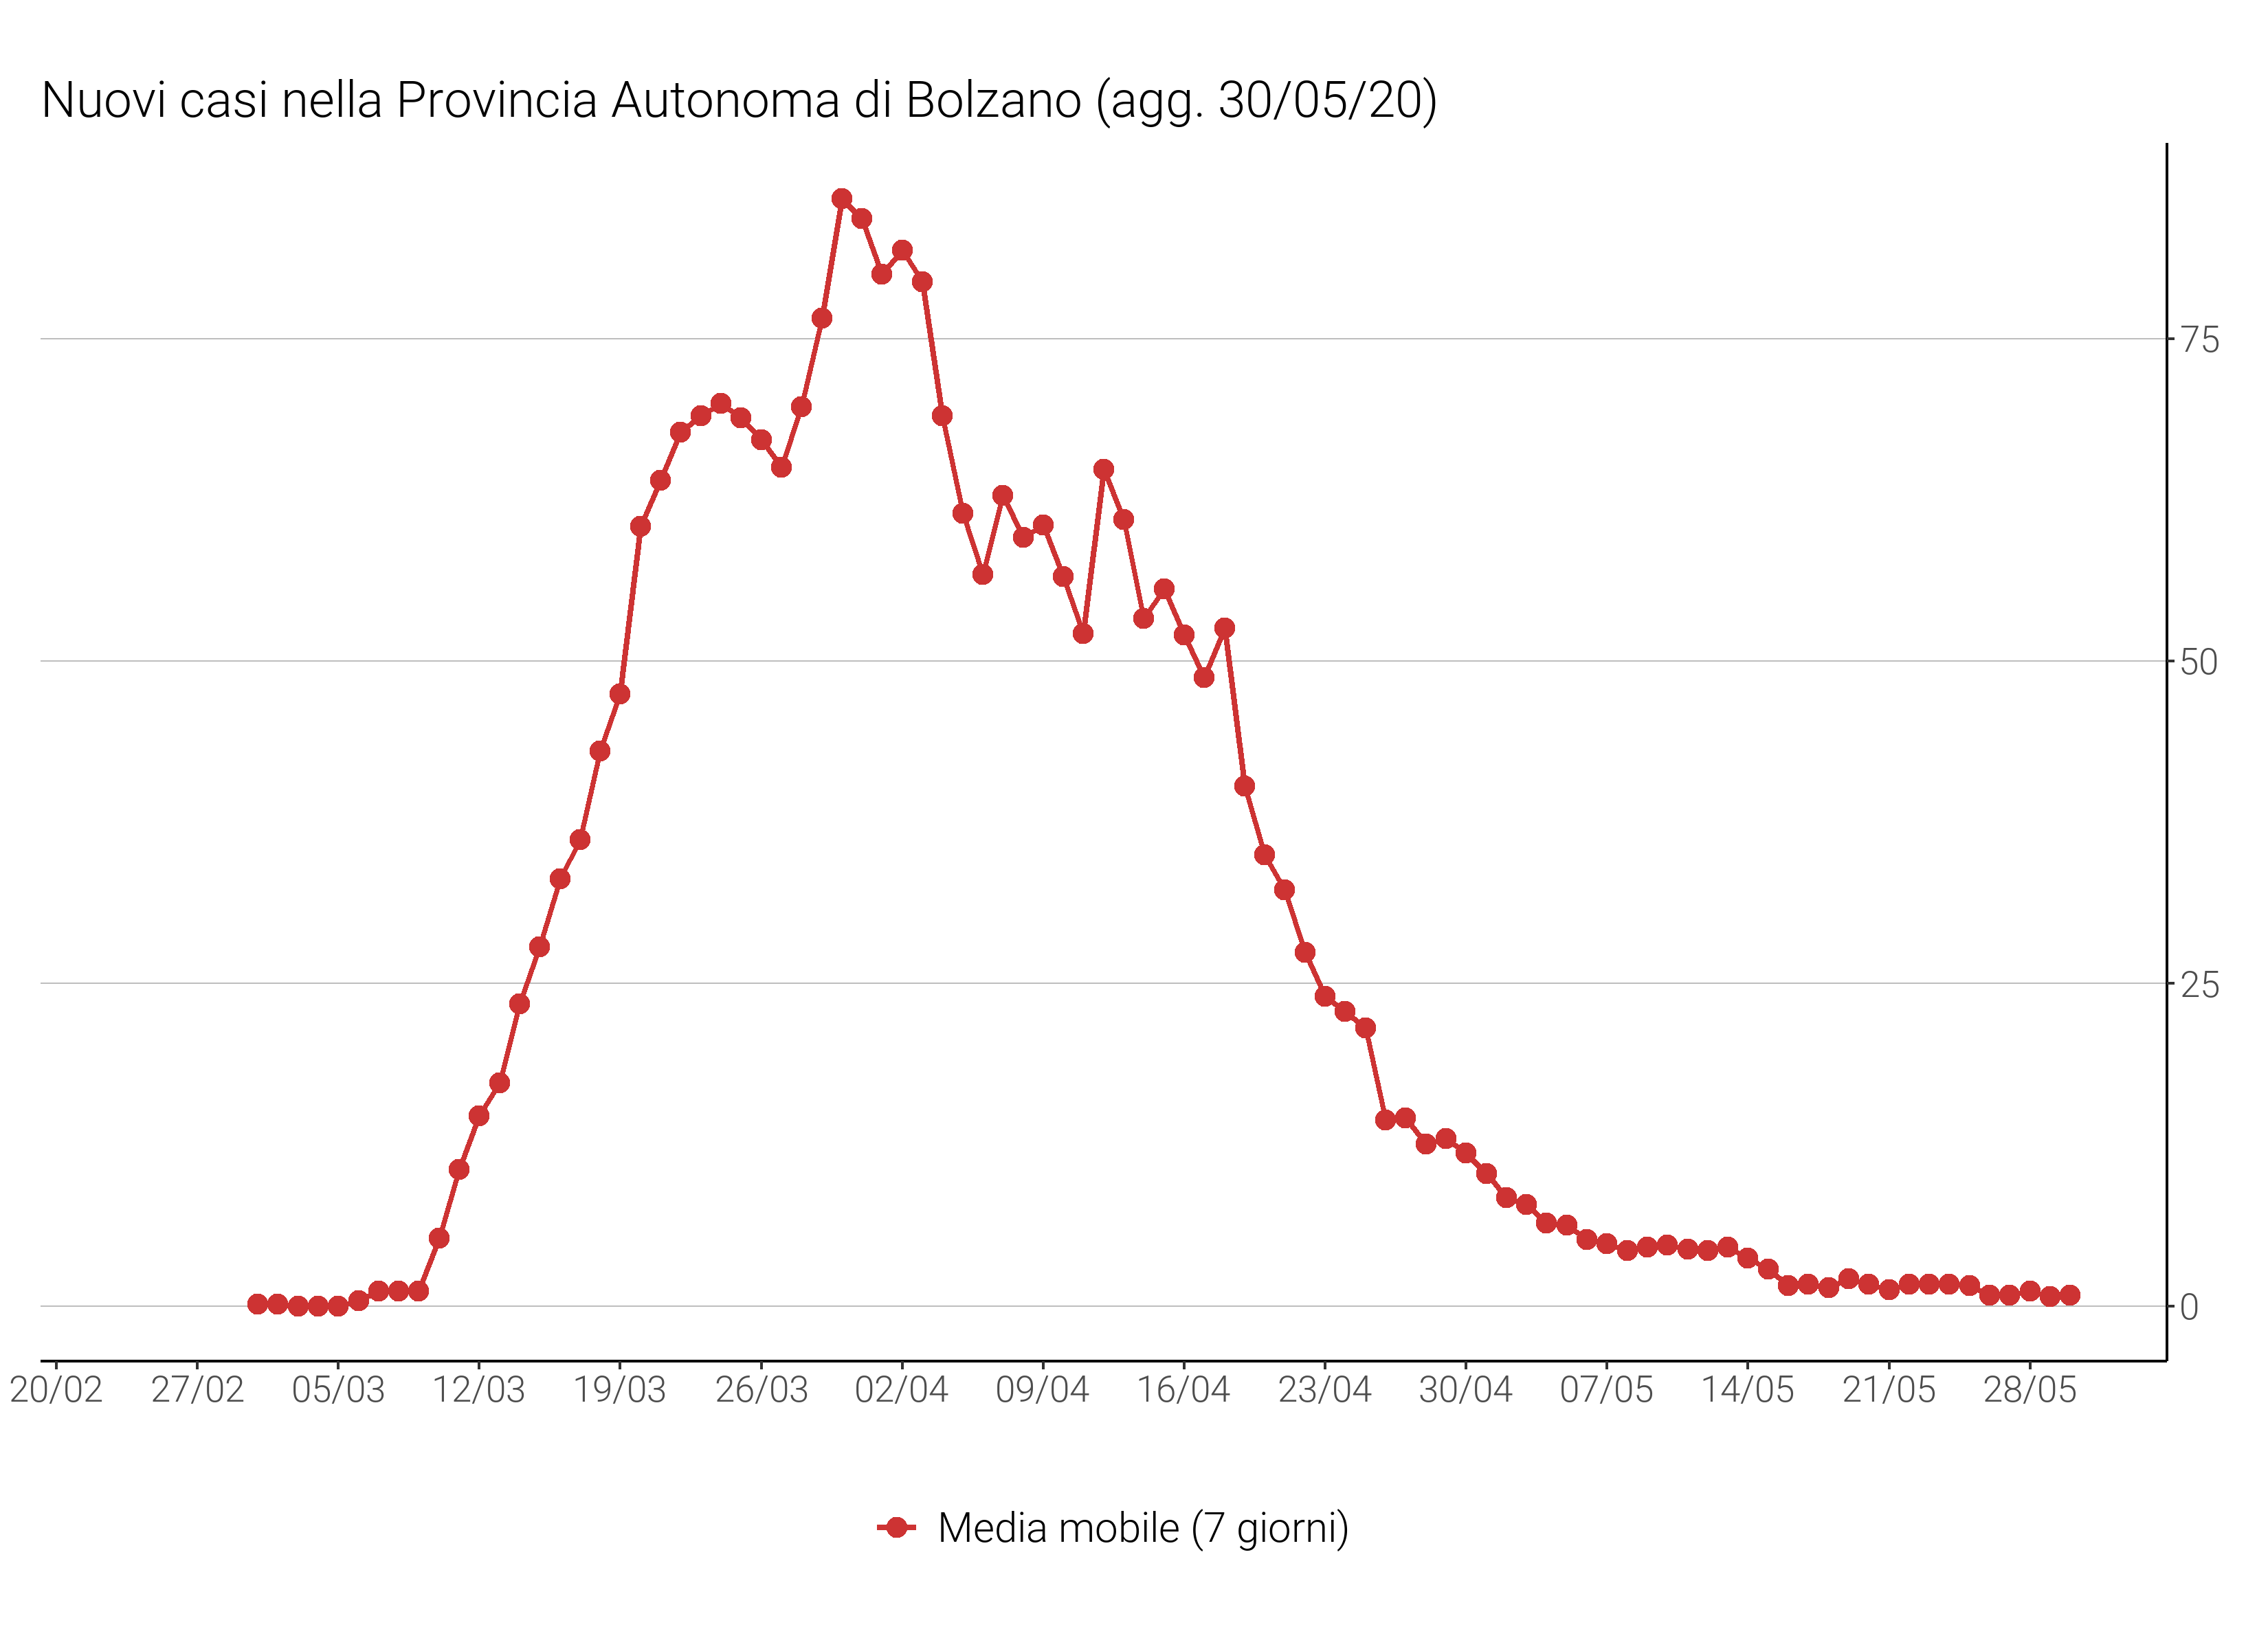 Nuovi casi nella Provincia Autonoma di Bolzano (agg. 30/05/20)
75
50
25
0
20/02 27/02 05/03 12/03 19/03 26/03 02/04 09/04 16/04 23/04 30/04 07/05 14/05 21/05 28/05
Media mobile (7 giorni)